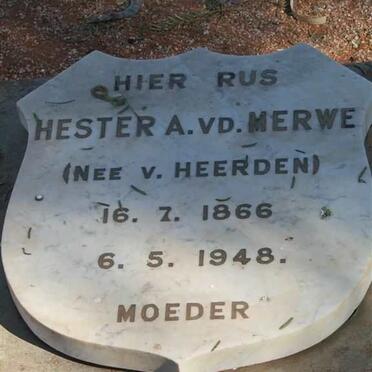 HIER RUS
HESTER A. VD. MERWE
(NEE V. HEERDEN)
16. 7. 1866
6. 5. 1948.
MOEDER